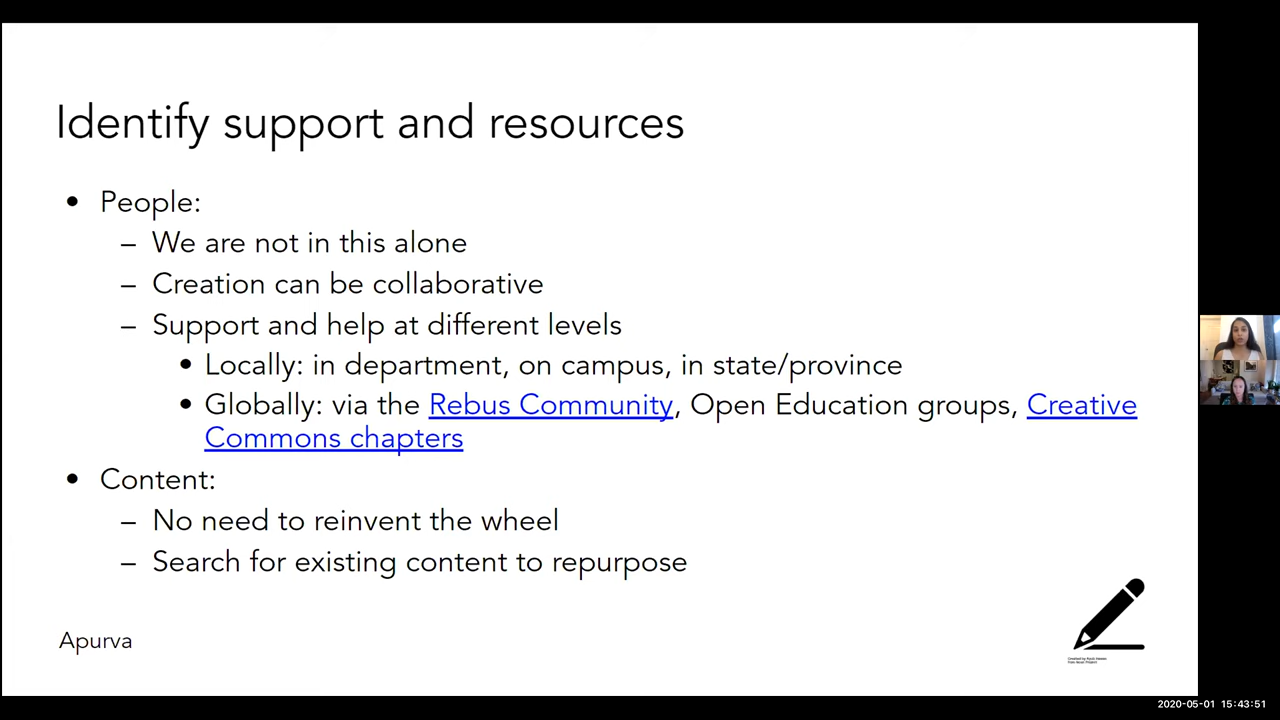 Identify support and resources
• People:
– We are not in this alone
– Creation can be collaborative
– Support and help at different levels
• Locally: in department, on campus, in state/province
• Globally: via the Rebus Community, Open Education groups, Creative
Commons chapters
• Content:
– No need to reinvent the wheel
– Search for existing content to repurpose
Apurva
from Noun Project
2020-05-01 15:43:51